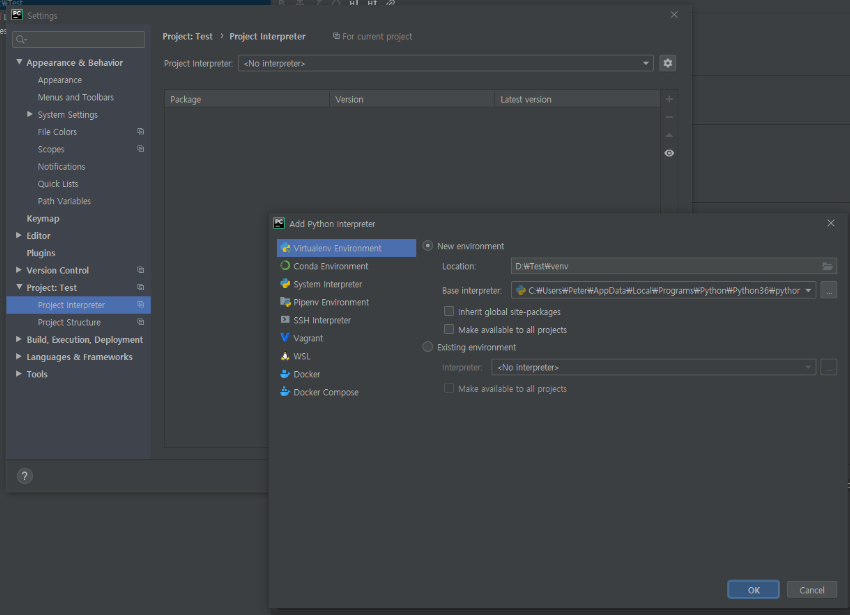 Settings
Project: Test › Project Interpreter For current project
Project Interpreter: <No interpreter>
Package Version Latest version
Appearance & Behavior
Appearance
Menus and Toolbars
System Settings
File Colors
Scopes
Notifications
Quick Lists
Path Variables
Keymap
Editor
Plugins
Version Control
Project: Test
Project Interpreter
Project Structure
Build, Execution, Deployment
Languages & Frameworks
Tools
?
Add Python Interpreter
Virtualenv Environment
Conda Environment
System Interpreter
Pipenv Environment
SSH Interpreter
Vagrant
WSL
Docker
Docker Compose
New environment
Location: D:₩Test₩venv
Base interpreter: C:₩Users₩Peter₩AppData₩Local₩Programs₩Python₩Python36₩python
...
Inherit global site-packages
Make available to all projects
Existing environment
Interpreter: <No interpreter>
...
Make available to all projects
OK Cancel